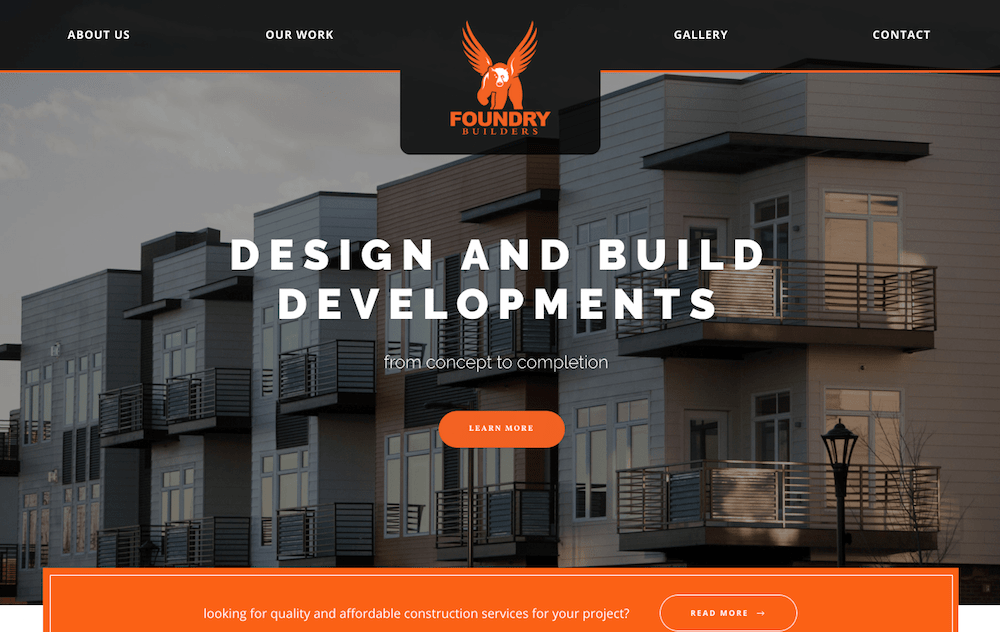 ABOUT US
OUR WORK
GALLERY
CONTACT
FOUNDRY
BUILDERS
DESIGN AND BUILD
DEVELOPMENTS
from concept to completion
LEARN MORE
looking for quality and affordable construction services for your project?
READ MORE →